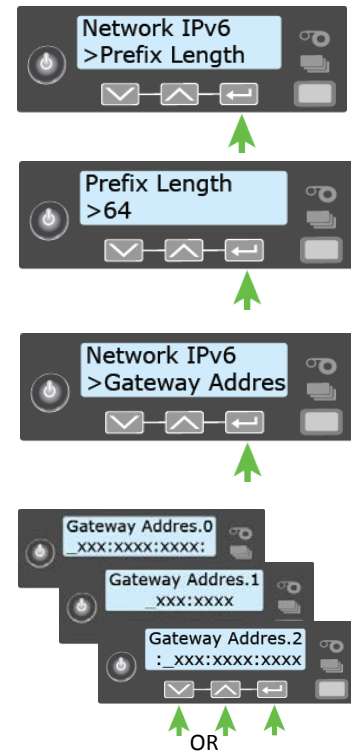 Network IPv6
>Prefix Length
Prefix Length
>64
Network IPv6
>Gateway Addres
Gateway Addres.0
_xxx:xxxx:xxxx:
Gateway Addres.1
_xxx:xxxx
Gateway Addres.2
:_xxx:xxxx:xxxx
OR